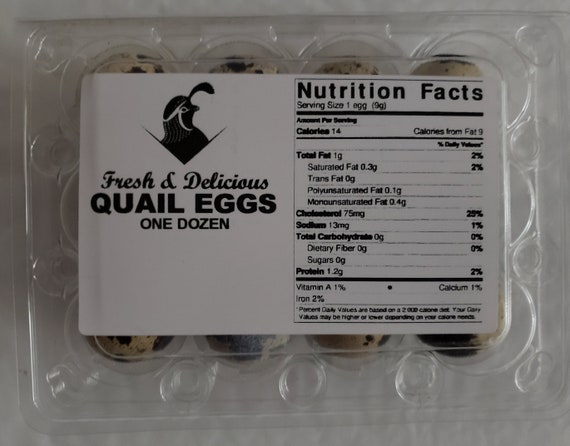 Fresh & Delicious
QUAIL EGGS
ONE DOZEN
Nutrition Facts
Serving Size 1 egg (9g)
Amount Per Serving
Calories 14 Calories from Fat 9
% Daily Values*
Total Fat 1g 2%
Saturated Fat 0.3g 2%
Trans Fat 0g
Polyunsaturated Fat 0.1g
Monounsaturated Fat 0.4g
Cholesterol 75mg 25%
Sodium 13mg 1%
Total Carbohydrate 0g 0%
Dietary Fiber 0g 0%
Sugars 0g
Protein 1.2g 2%
Vitamin A 1% • Calcium 1%
Iron 2%
* Percent Daily Values are based on a 2,000 calorie diet. Your Daily
Values may be higher or lower depending on your calorie needs.